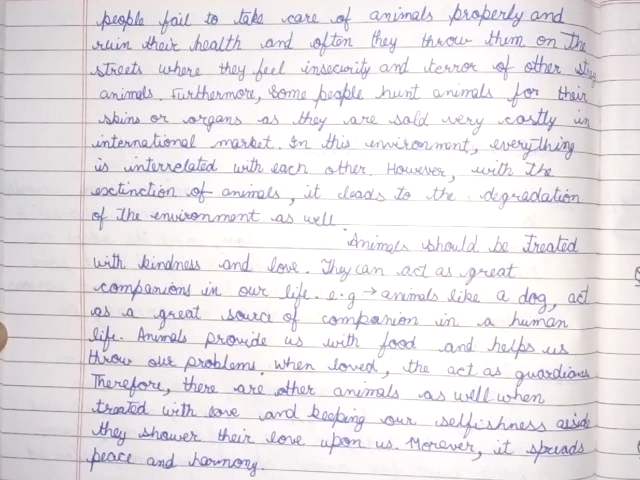 people fail to take care of animals properly and
ruin their health and often they throw them on the
streets where they feel insecurity and terror of other stray
animals. Furthermore, some people hunt animals for their
skins or organs as they are sold very costly in
international market. In this environment, everything
is interrelated with each other. However, with the
extinction of animals, it leads to the degradation
of the environment as well.
Animals should be treated
with kindness and love. They can act as great
companions in our life. e.g → animals like a dog, act
as a great source of companion in a human
life. Animals provide us with food and helps us
throw our problems. when loved, the act as guardians
Therefore, there are other animals as well when
treated with love and keeping our selfishness aside
they shower their love upon us. Morever, it spreads
peace and harmony.